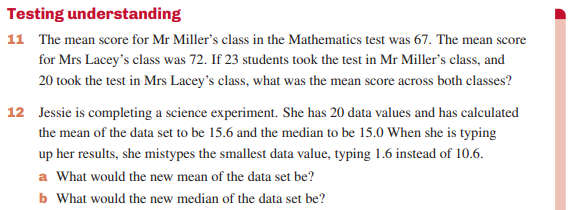 Testing understanding
11 The mean score for Mr Miller’s class in the Mathematics test was 67. The mean score
for Mrs Lacey’s class was 72. If 23 students took the test in Mr Miller’s class, and
20 took the test in Mrs Lacey’s class, what was the mean score across both classes?
12 Jessie is completing a science experiment. She has 20 data values and has calculated
the mean of the data set to be 15.6 and the median to be 15.0 When she is typing
up her results, she mistypes the smallest data value, typing 1.6 instead of 10.6.
a What would the new mean of the data set be?
b What would the new median of the data set be?